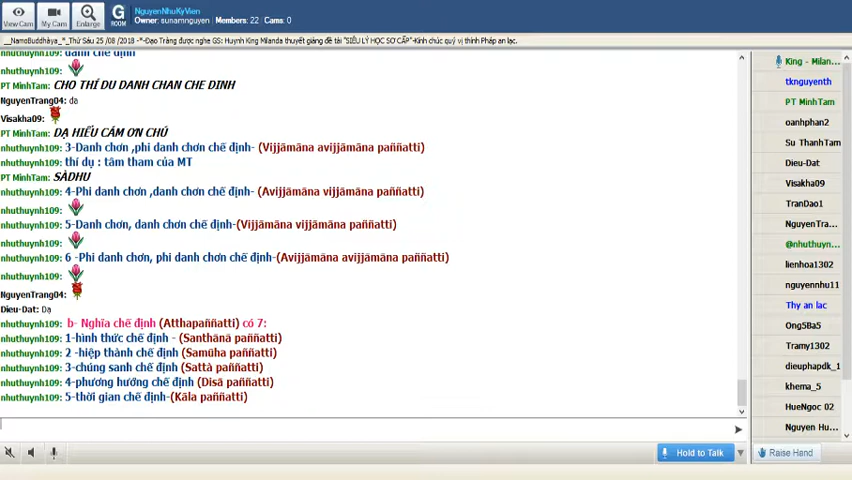 View Cam
My Cam
Enlarge
G
ROOM
NguyenNhuKyVien
Owner: sunamnguyen | Members: 22 | Cams: 0
__NamoBuddhàya_*_Thứ Sáu 25 /08 /2018 -*-Đạo Tràng được nghe GS: Huynh King Milanda thuyết giảng đề tài "SIÊU LÝ HỌC SƠ CẤP"-Kính chúc quý vị thính Pháp an lạc.
danh chế định
nhuthuynh109:
PT MinhTam: CHO THÍ DU DANH CHAN CHE DINH
NguyenTrang04: dạ
Visakha09:
PT MinhTam: DẠ HIỂU CÁM ƠN CHÚ
nhuthuynh109: 3-Danh chơn ,phi danh chơn chế định- (Vijjāmāna avijjāmāna paññatti)
nhuthuynh109: thí dụ : tâm tham của MT
PT MinhTam: SÀDHU
nhuthuynh109: 4-Phi danh chơn ,danh chơn chế định- (Avijjāmāna vijjāmāna paññatti)
nhuthuynh109:
nhuthuynh109: 5-Danh chơn, danh chơn chế định-(Vijjāmāna vijjāmāna paññatti)
nhuthuynh109:
nhuthuynh109: 6 -Phi danh chơn, phi danh chơn chế định-(Avijjāmāna avijjāmāna paññatti)
nhuthuynh109:
NguyenTrang04:
Dieu-Dat: Dạ
nhuthuynh109: b- Nghĩa chế định (Atthapaññatti) có 7:
nhuthuynh109: 1-hình thức chế định - (Santhānā paññatti)
nhuthuynh109: 2 -hiệp thành chế định (Samūha paññatti)
nhuthuynh109: 3-chúng sanh chế định (Sattà paññatti)
nhuthuynh109: 4-phương hướng chế định (Disā paññatti)
nhuthuynh109: 5-thời gian chế định-(Kāla paññatti)
King - Milan...
tknguyenth
PT MinhTam
oanhphan2
Su ThanhTam
Dieu-Dat
Visakha09
TranDao1
NguyenTra...
@nhuthuyn...
lienhoa1302
nguyennhu11
Thy an lac
Ong5Ba5
Tramy1302
dieuphapdk_1
khema_5
HueNgoc 02
Nguyen Hu...
Hold to Talk
Raise Hand